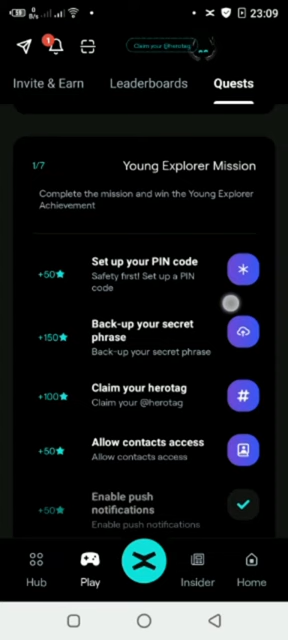 59
0
B/s
23:09
1
Claim your @herotag
Invite & Earn
Leaderboards
Quests
1/7
Young Explorer Mission
Complete the mission and win the Young Explorer
Achievement
+50★
Set up your PIN code
Safety first! Set up a PIN
code
+150★
Back-up your secret
phrase
Back-up your secret phrase
+100★
Claim your herotag
Claim your @herotag
#
+50★
Allow contacts access
Allow contacts access
+50★
Enable push
notifications
Enable push notifications
Hub
Play
Insider
Home